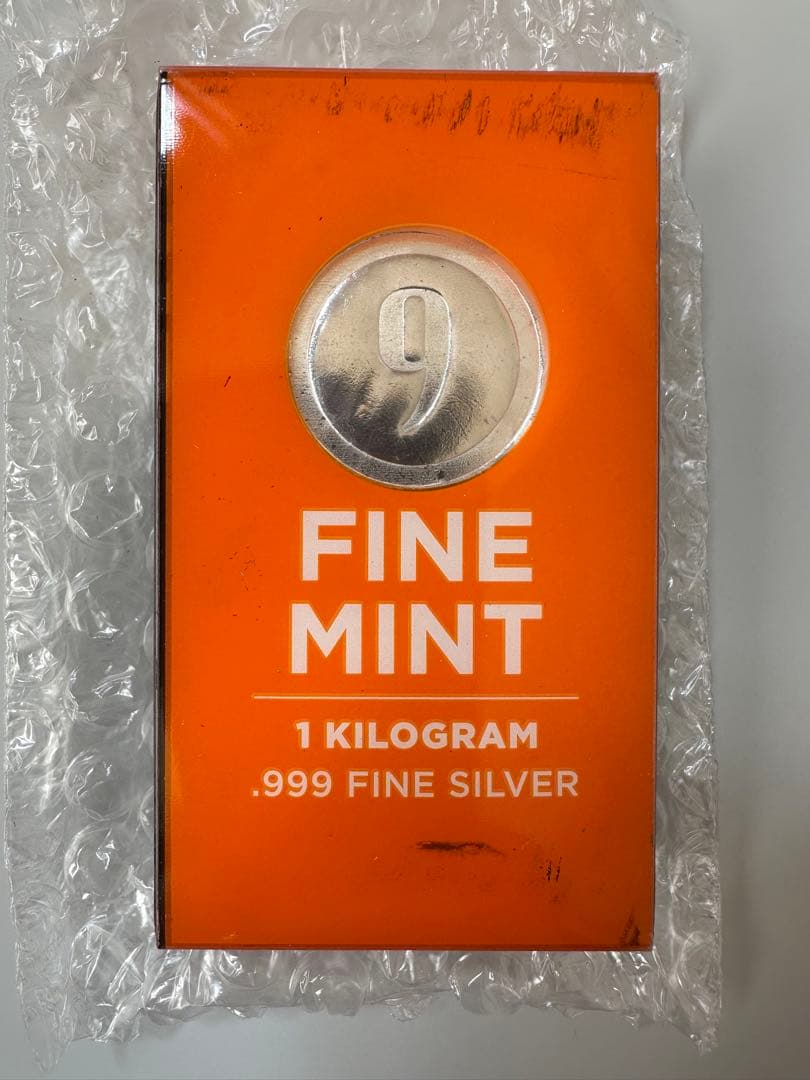 9
FINE
MINT
1 KILOGRAM
.999 FINE SILVER